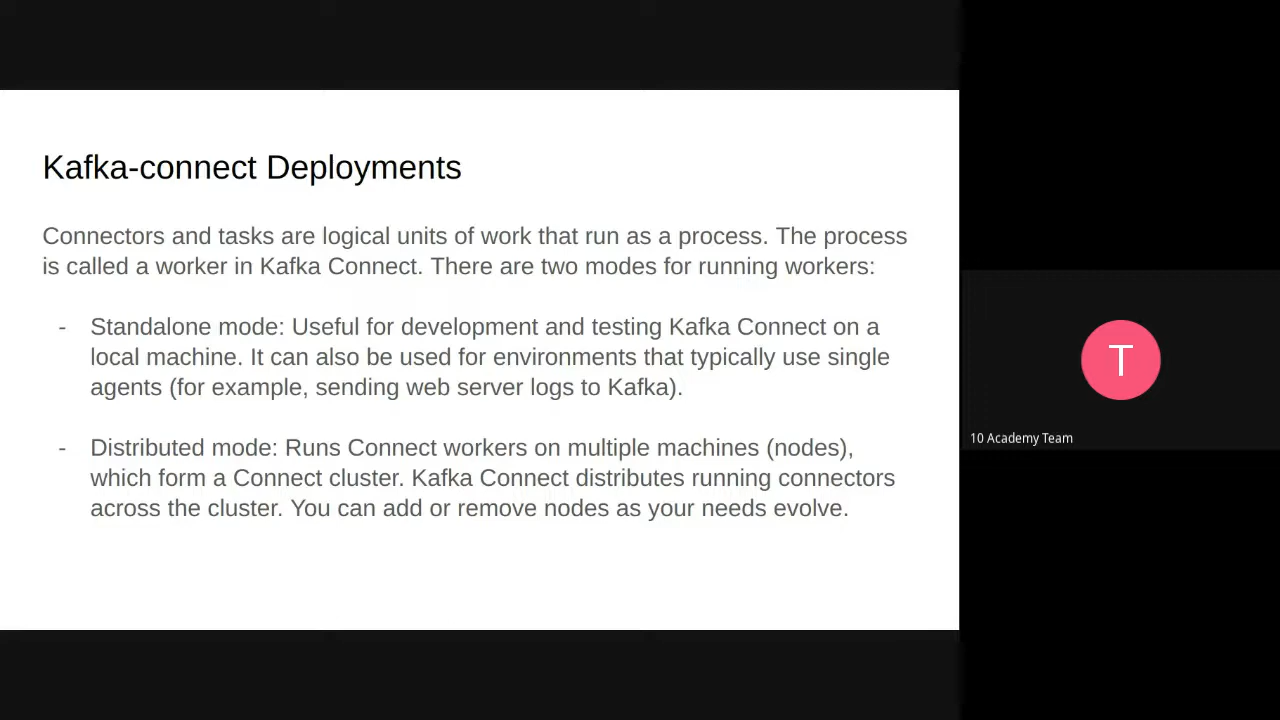 Kafka-connect Deployments
Connectors and tasks are logical units of work that run as a process. The process
is called a worker in Kafka Connect. There are two modes for running workers:
- Standalone mode: Useful for development and testing Kafka Connect on a
local machine. It can also be used for environments that typically use single
agents (for example, sending web server logs to Kafka).
- Distributed mode: Runs Connect workers on multiple machines (nodes),
which form a Connect cluster. Kafka Connect distributes running connectors
across the cluster. You can add or remove nodes as your needs evolve.
T
10 Academy Team